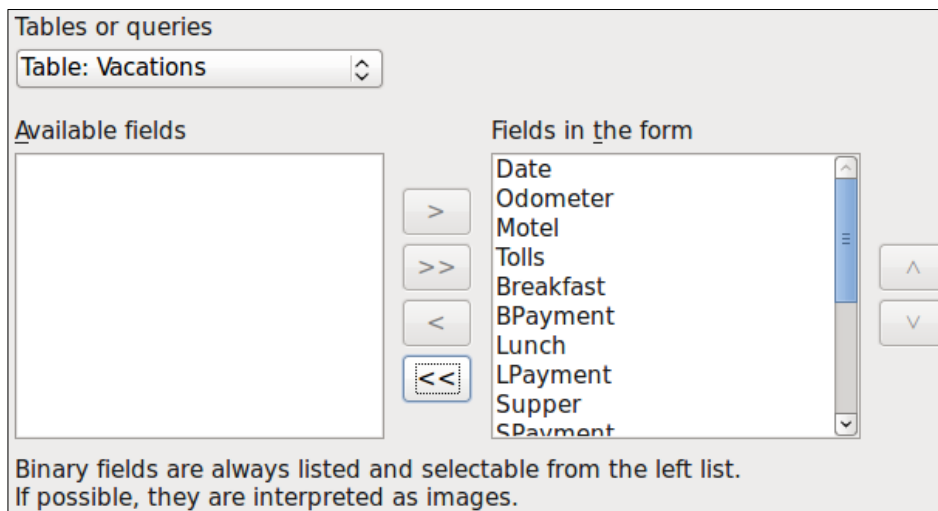 Tables or queries
Table: Vacations
Available fields
Fields in the form
Date
Odometer
Motel
Tolls
Breakfast
BPayment
Lunch
LPayment
Supper
SPayment
>
>>
<
<<
Binary fields are always listed and selectable from the left list.
If possible, they are interpreted as images.